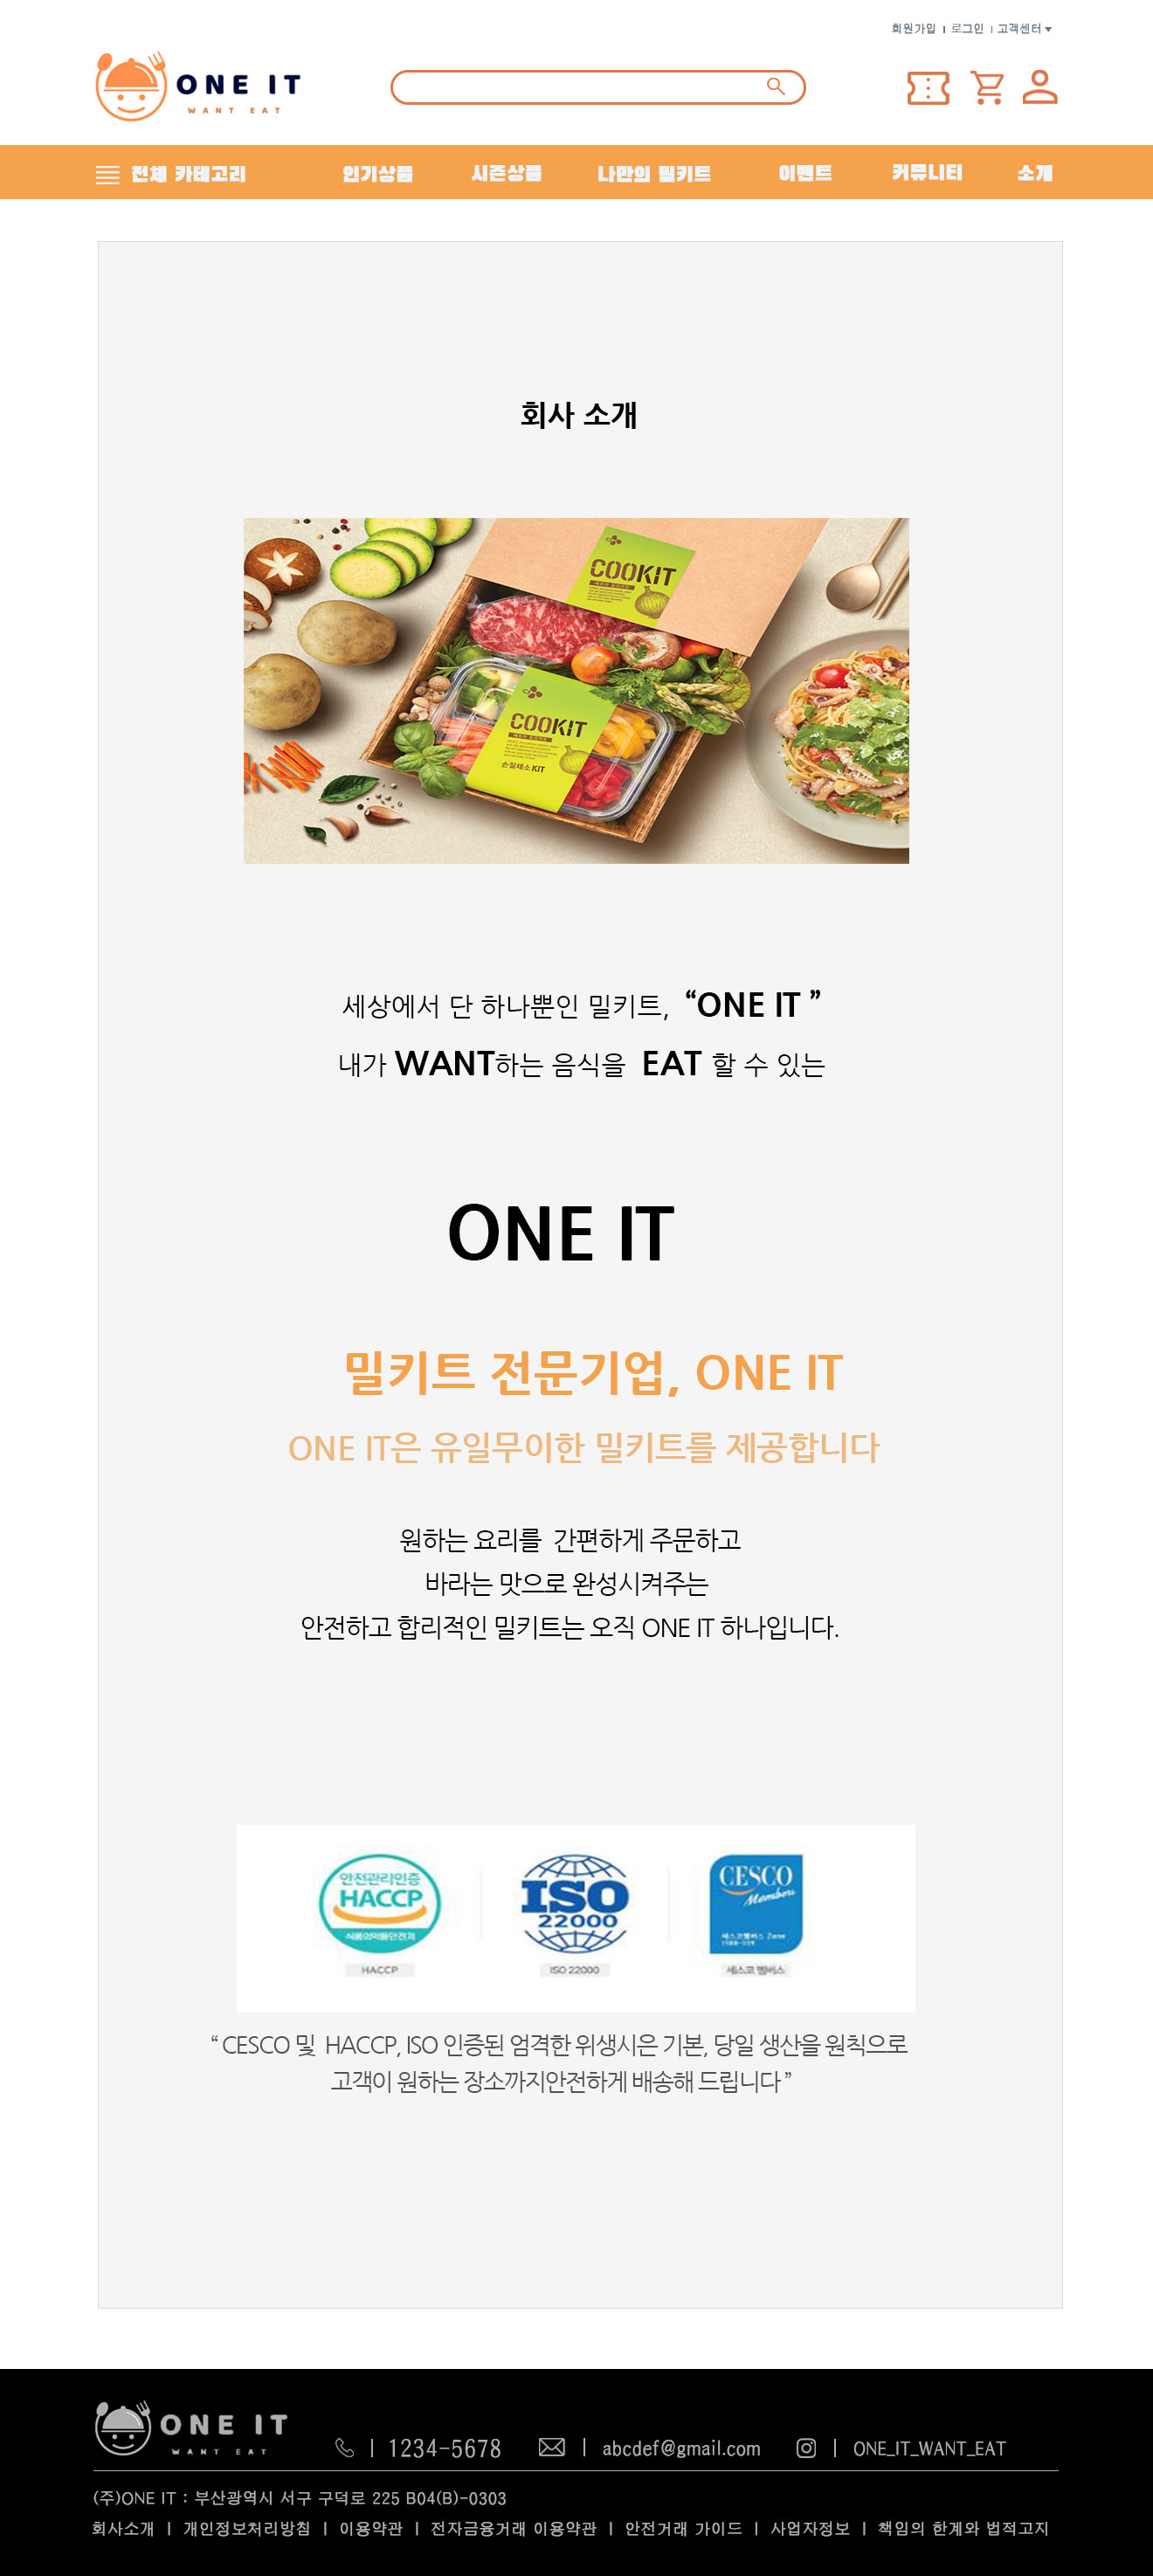 회원가입 | 로그인 | 고객센터 ▾
ONE IT
WANT EAT
전체 카테고리 인기상품 시즌상품 나만의 밀키트 이벤트 커뮤니티 소개
회사 소개
COOKIT
COOKIT
손질채소 KIT
세상에서 단 하나뿐인 밀키트, “ONE IT ”
내가 WANT하는 음식을 EAT 할 수 있는
ONE IT
밀키트 전문기업, ONE IT
ONE IT은 유일무이한 밀키트를 제공합니다
원하는 요리를 간편하게 주문하고
바라는 맛으로 완성시켜주는
안전하고 합리적인 밀키트는 오직 ONE IT 하나입니다.
안전관리인증
HACCP
식품의약품안전처
HACCP
ISO
22000
ISO 22000
CESCO
Members
세스코멤버스 Zone
세스코 멤버스
“ CESCO 및 HACCP, ISO 인증된 엄격한 위생시은 기본, 당일 생산을 원칙으로
고객이 원하는 장소까지안전하게 배송해 드립니다 ”
ONE IT
WANT EAT
| 1234-5678 | abcdef@gmail.com | ONE_IT_WANT_EAT
(주)ONE IT : 부산광역시 서구 구덕로 225 B04(B)-0303
회사소개 | 개인정보처리방침 | 이용약관 | 전자금융거래 이용약관 | 안전거래 가이드 | 사업자정보 | 책임의 한계와 법적고지